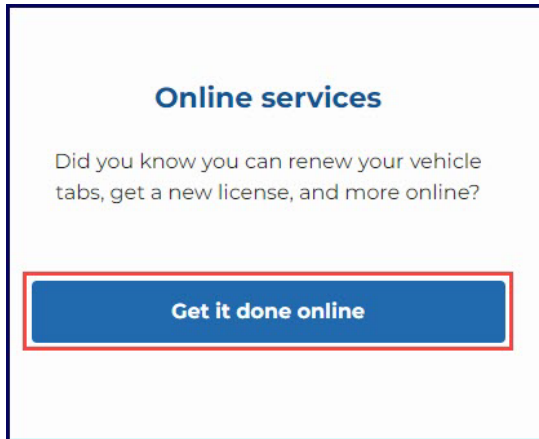 Online services
Did you know you can renew your vehicle
tabs, get a new license, and more online?
Get it done online